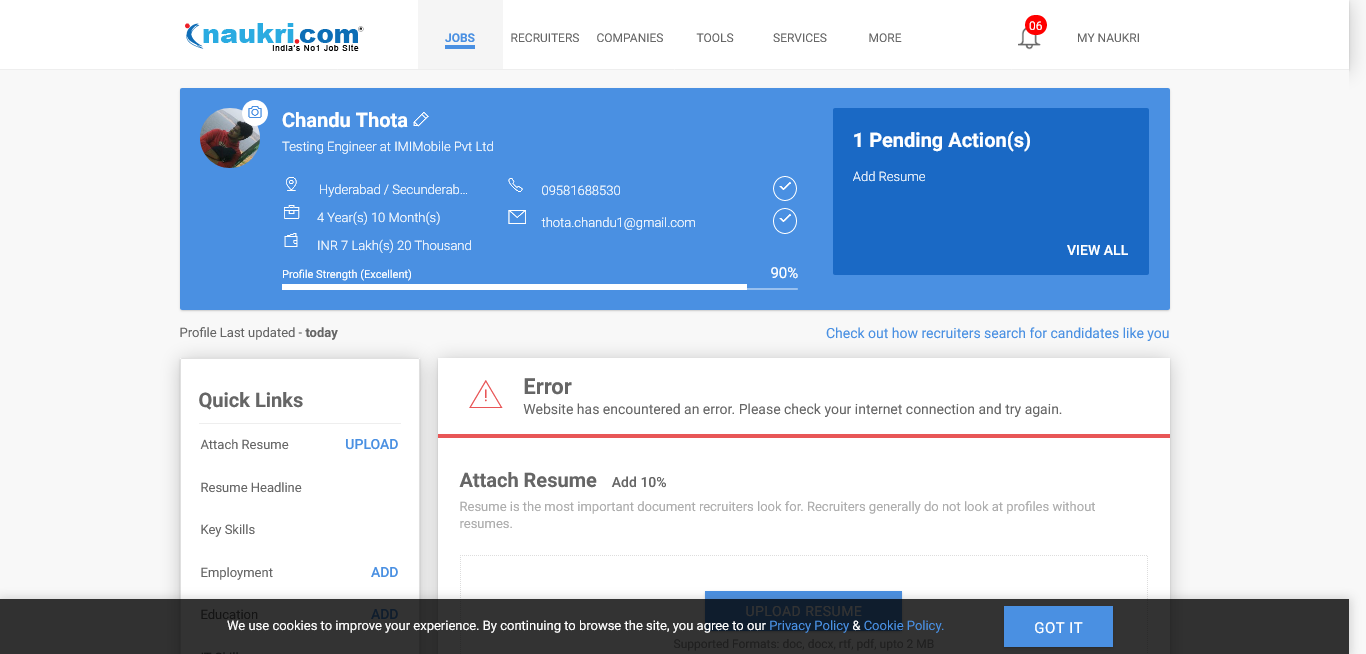 naukri.com
India's No1 Job Site
JOBS
RECRUITERS
COMPANIES
TOOLS
SERVICES
MORE
06
MY NAUKRI
Chandu Thota
Testing Engineer at IMIMobile Pvt Ltd
Hyderabad / Secunderab...
09581688530
4 Year(s) 10 Month(s)
thota.chandu1@gmail.com
INR 7 Lakh(s) 20 Thousand
Profile Strength (Excellent)
90%
1 Pending Action(s)
Add Resume
VIEW ALL
Profile Last updated - today
Check out how recruiters search for candidates like you
Quick Links
Attach Resume UPLOAD
Resume Headline
Key Skills
Employment ADD
Education ADD
Error
Website has encountered an error. Please check your internet connection and try again.
Attach Resume Add 10%
Resume is the most important document recruiters look for. Recruiters generally do not look at profiles without
resumes.
UPLOAD RESUME
Supported Formats: doc, docx, rtf, pdf, upto 2 MB
We use cookies to improve your experience. By continuing to browse the site, you agree to our Privacy Policy & Cookie Policy.
GOT IT